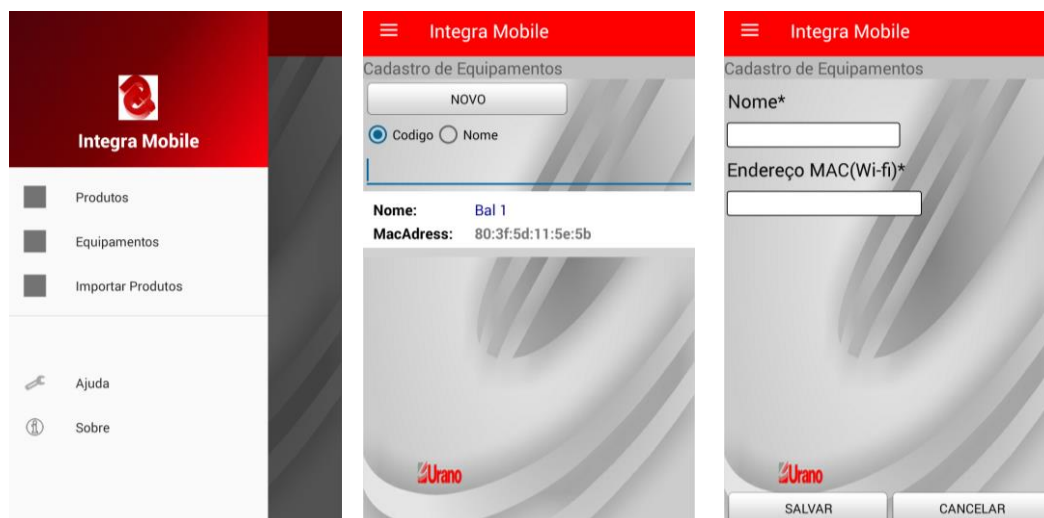 Integra Mobile
Produtos
Equipamentos
Importar Produtos
Ajuda
Sobre
Integra Mobile
Cadastro de Equipamentos
NOVO
Codigo Nome
Nome: Bal 1
MacAdress: 80:3f:5d:11:5e:5b
Urano
Integra Mobile
Cadastro de Equipamentos
Nome*
Endereço MAC(Wi-fi)*
Urano
SALVAR CANCELAR